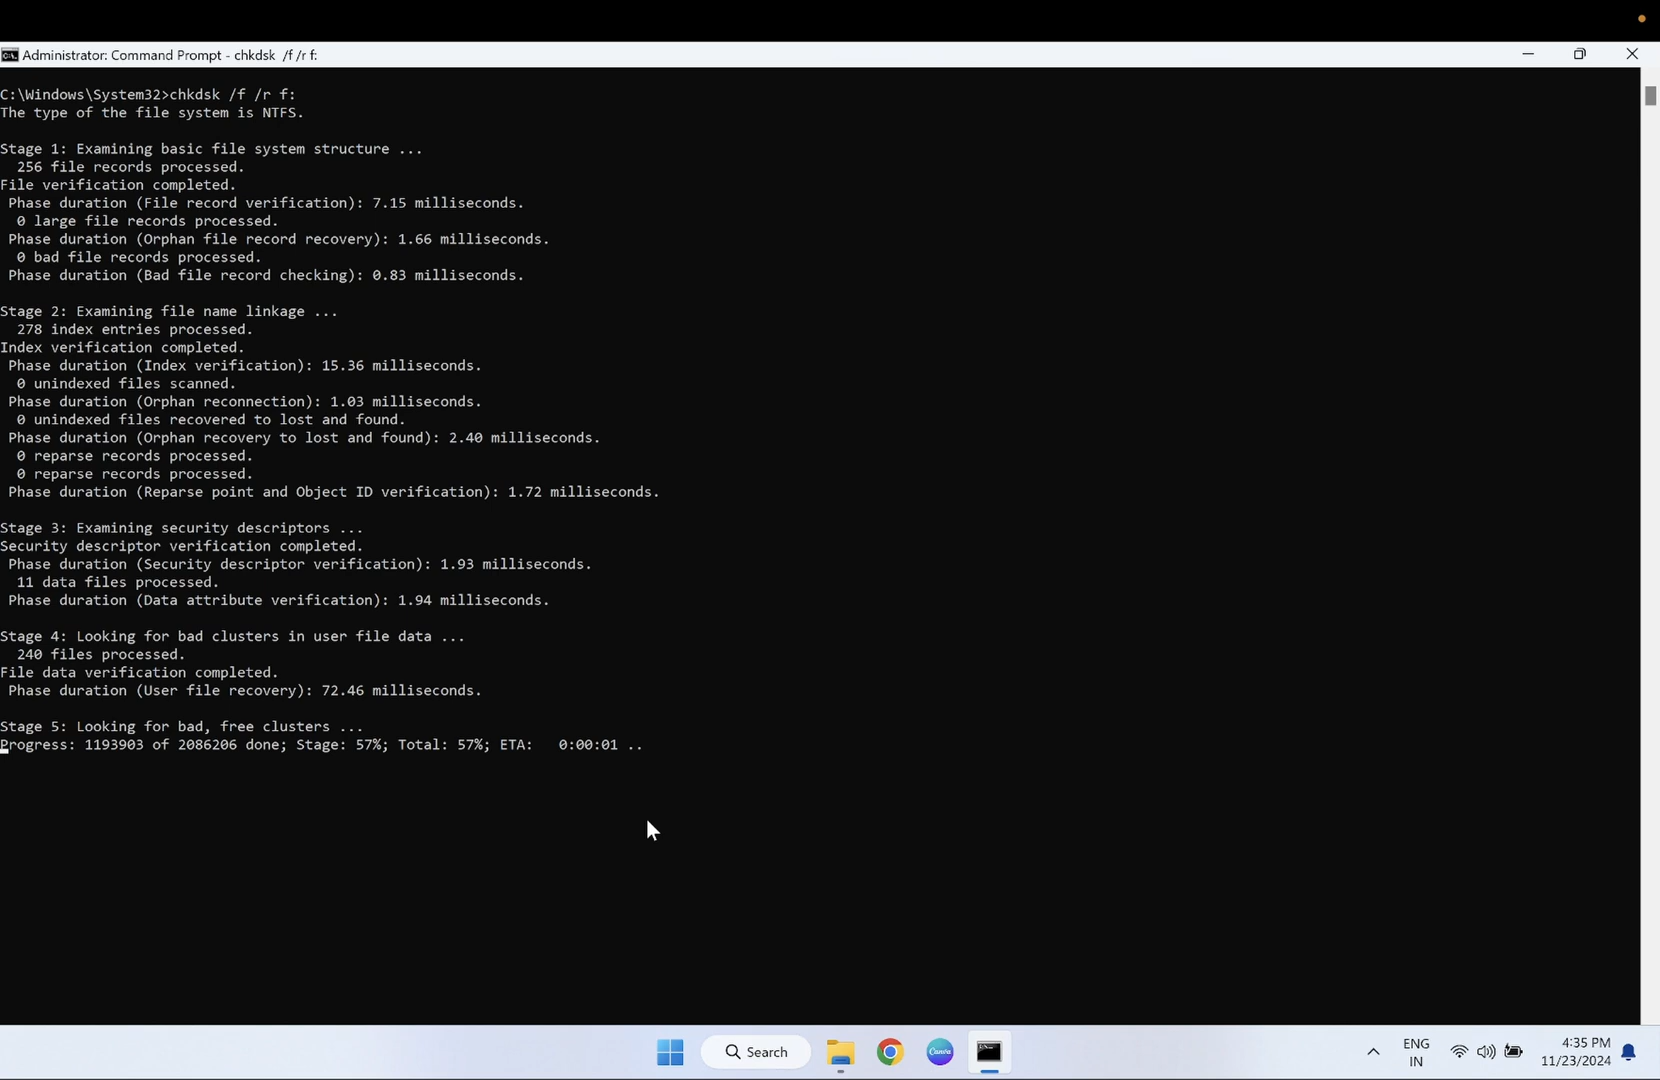 Administrator: Command Prompt - chkdsk /f /r f:
C:\Windows\System32>chkdsk /f /r f:
The type of the file system is NTFS.
Stage 1: Examining basic file system structure ...
256 file records processed.
File verification completed.
Phase duration (File record verification): 7.15 milliseconds.
0 large file records processed.
Phase duration (Orphan file record recovery): 1.66 milliseconds.
0 bad file records processed.
Phase duration (Bad file record checking): 0.83 milliseconds.
Stage 2: Examining file name linkage ...
278 index entries processed.
Index verification completed.
Phase duration (Index verification): 15.36 milliseconds.
0 unindexed files scanned.
Phase duration (Orphan reconnection): 1.03 milliseconds.
0 unindexed files recovered to lost and found.
Phase duration (Orphan recovery to lost and found): 2.40 milliseconds.
0 reparse records processed.
0 reparse records processed.
Phase duration (Reparse point and Object ID verification): 1.72 milliseconds.
Stage 3: Examining security descriptors ...
Security descriptor verification completed.
Phase duration (Security descriptor verification): 1.93 milliseconds.
11 data files processed.
Phase duration (Data attribute verification): 1.94 milliseconds.
Stage 4: Looking for bad clusters in user file data ...
240 files processed.
File data verification completed.
Phase duration (User file recovery): 72.46 milliseconds.
Stage 5: Looking for bad, free clusters ...
Progress: 1193903 of 2086206 done; Stage: 57%; Total: 57%; ETA:   0:00:01 ..
Search
Canva
ENG
IN
4:35 PM
11/23/2024